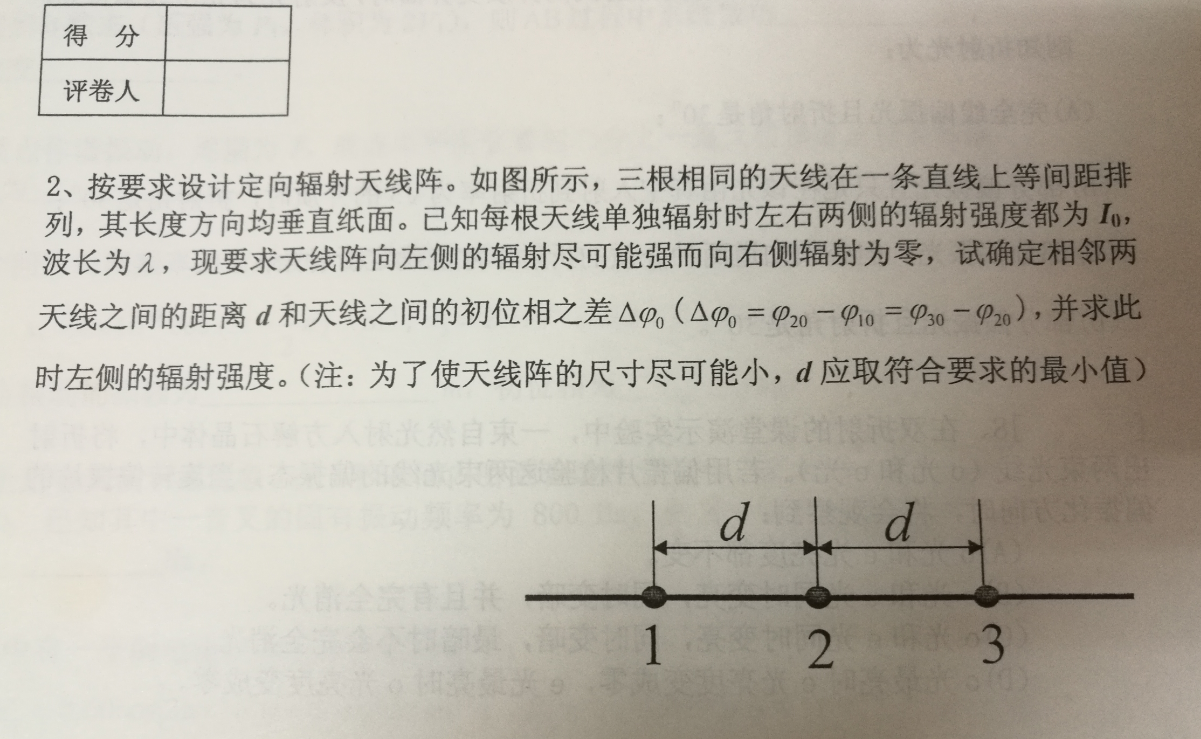 得 分
评卷人
2、按要求设计定向辐射天线阵。如图所示，三根相同的天线在一条直线上等间距排
列，其长度方向均垂直纸面。已知每根天线单独辐射时左右两侧的辐射强度都为 I₀，
波长为 λ，现要求天线阵向左侧的辐射尽可能强而向右侧辐射为零，试确定相邻两
天线之间的距离 d 和天线之间的初位相之差 Δφ₀（Δφ₀ = φ₂₀ − φ₁₀ = φ₃₀ − φ₂₀），并求此
时左侧的辐射强度。（注：为了使天线阵的尺寸尽可能小，d 应取符合要求的最小值）
d d
1 2 3